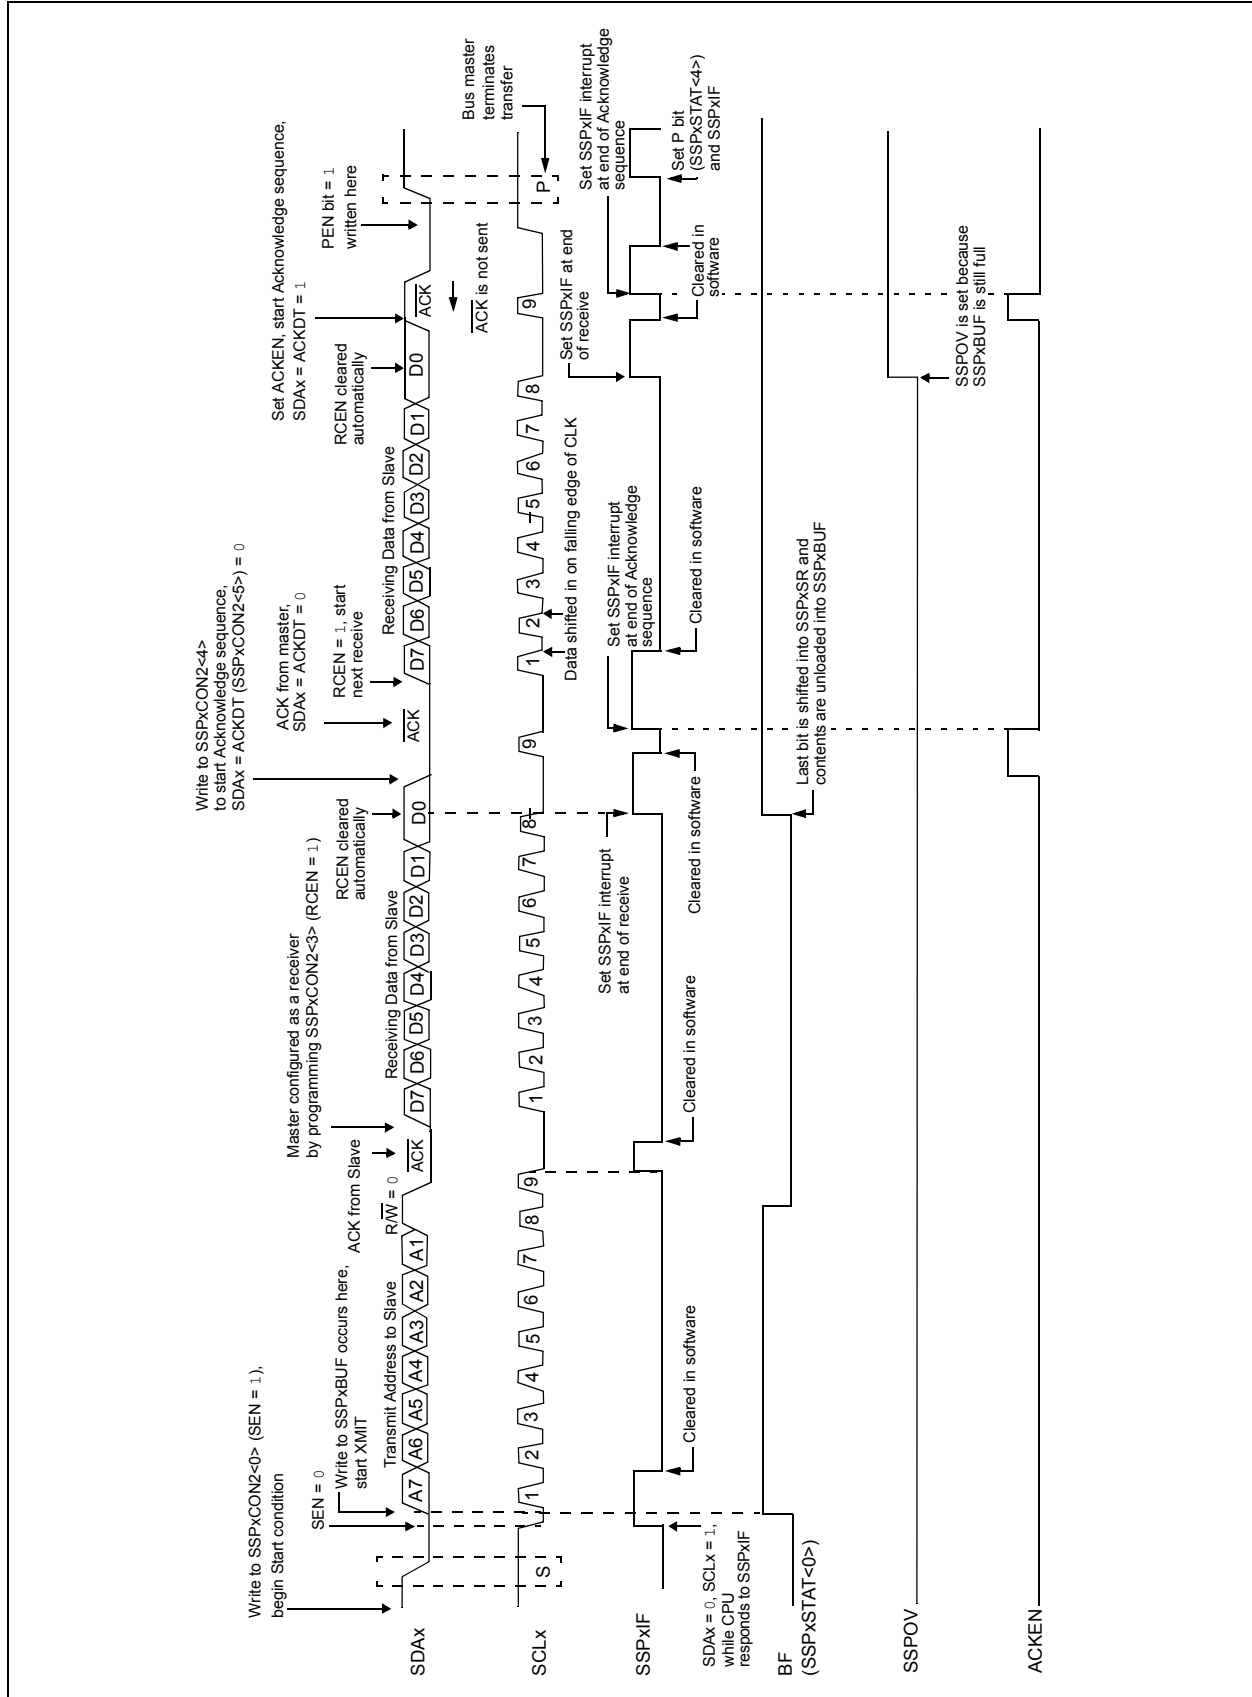 Write to SSPxCON2<0> (SEN = 1),
begin Start condition
SEN = 0
Write to SSPxBUF occurs here,
start XMIT
ACK from Slave
Master configured as a receiver
by programming SSPxCON2<3> (RCEN = 1)
RCEN cleared
automatically
Write to SSPxCON2<4>
to start Acknowledge sequence,
SDAx = ACKDT (SSPxCON2<5>) = 0
ACK from master,
SDAx = ACKDT = 0
RCEN = 1, start
next receive
RCEN cleared
automatically
Set ACKEN, start Acknowledge sequence,
SDAx = ACKDT = 1
PEN bit = 1
written here
Transmit Address to Slave
R/W = 0
Receiving Data from Slave
Receiving Data from Slave
SDAx
A7 A6 A5 A4 A3 A2 A1
ACK
D7 D6 D5 D4 D3 D2 D1 D0
ACK
D7 D6 D5 D4 D3 D2 D1 D0
ACK
ACK is not sent
Bus master
terminates
transfer
SCLx
S
1 2 3 4 5 6 7 8 9
1 2 3 4 5 6 7 8 9
1 2 3 4 5 6 7 8 9
P
Data shifted in on falling edge of CLK
Set SSPxIF interrupt
at end of receive
Set SSPxIF interrupt
at end of Acknowledge
sequence
Set SSPxIF at end
of receive
Set SSPxIF interrupt
at end of Acknowledge
sequence
SSPxIF
SDAx = 0, SCLx = 1,
while CPU
responds to SSPxIF
Cleared in software
Cleared in software
Cleared in software
Cleared in software
Cleared in
software
Set P bit
(SSPxSTAT<4>)
and SSPxIF
BF
(SSPxSTAT<0>)
Last bit is shifted into SSPxSR and
contents are unloaded into SSPxBUF
SSPOV
SSPOV is set because
SSPxBUF is still full
ACKEN